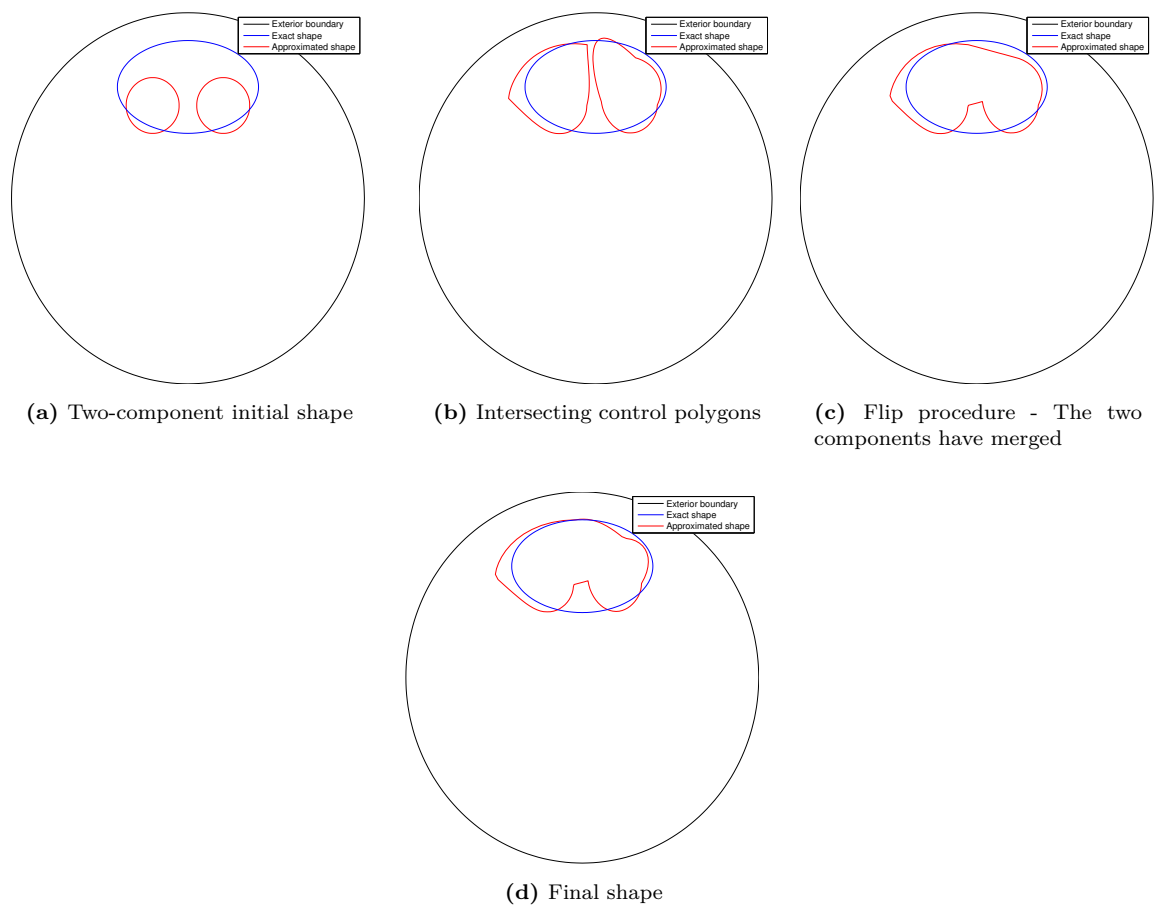 Exterior boundary
Exact shape
Approximated shape
Exterior boundary
Exact shape
Approximated shape
Exterior boundary
Exact shape
Approximated shape
(a) Two-component initial shape
(b) Intersecting control polygons
(c) Flip procedure - The two
components have merged
Exterior boundary
Exact shape
Approximated shape
(d) Final shape